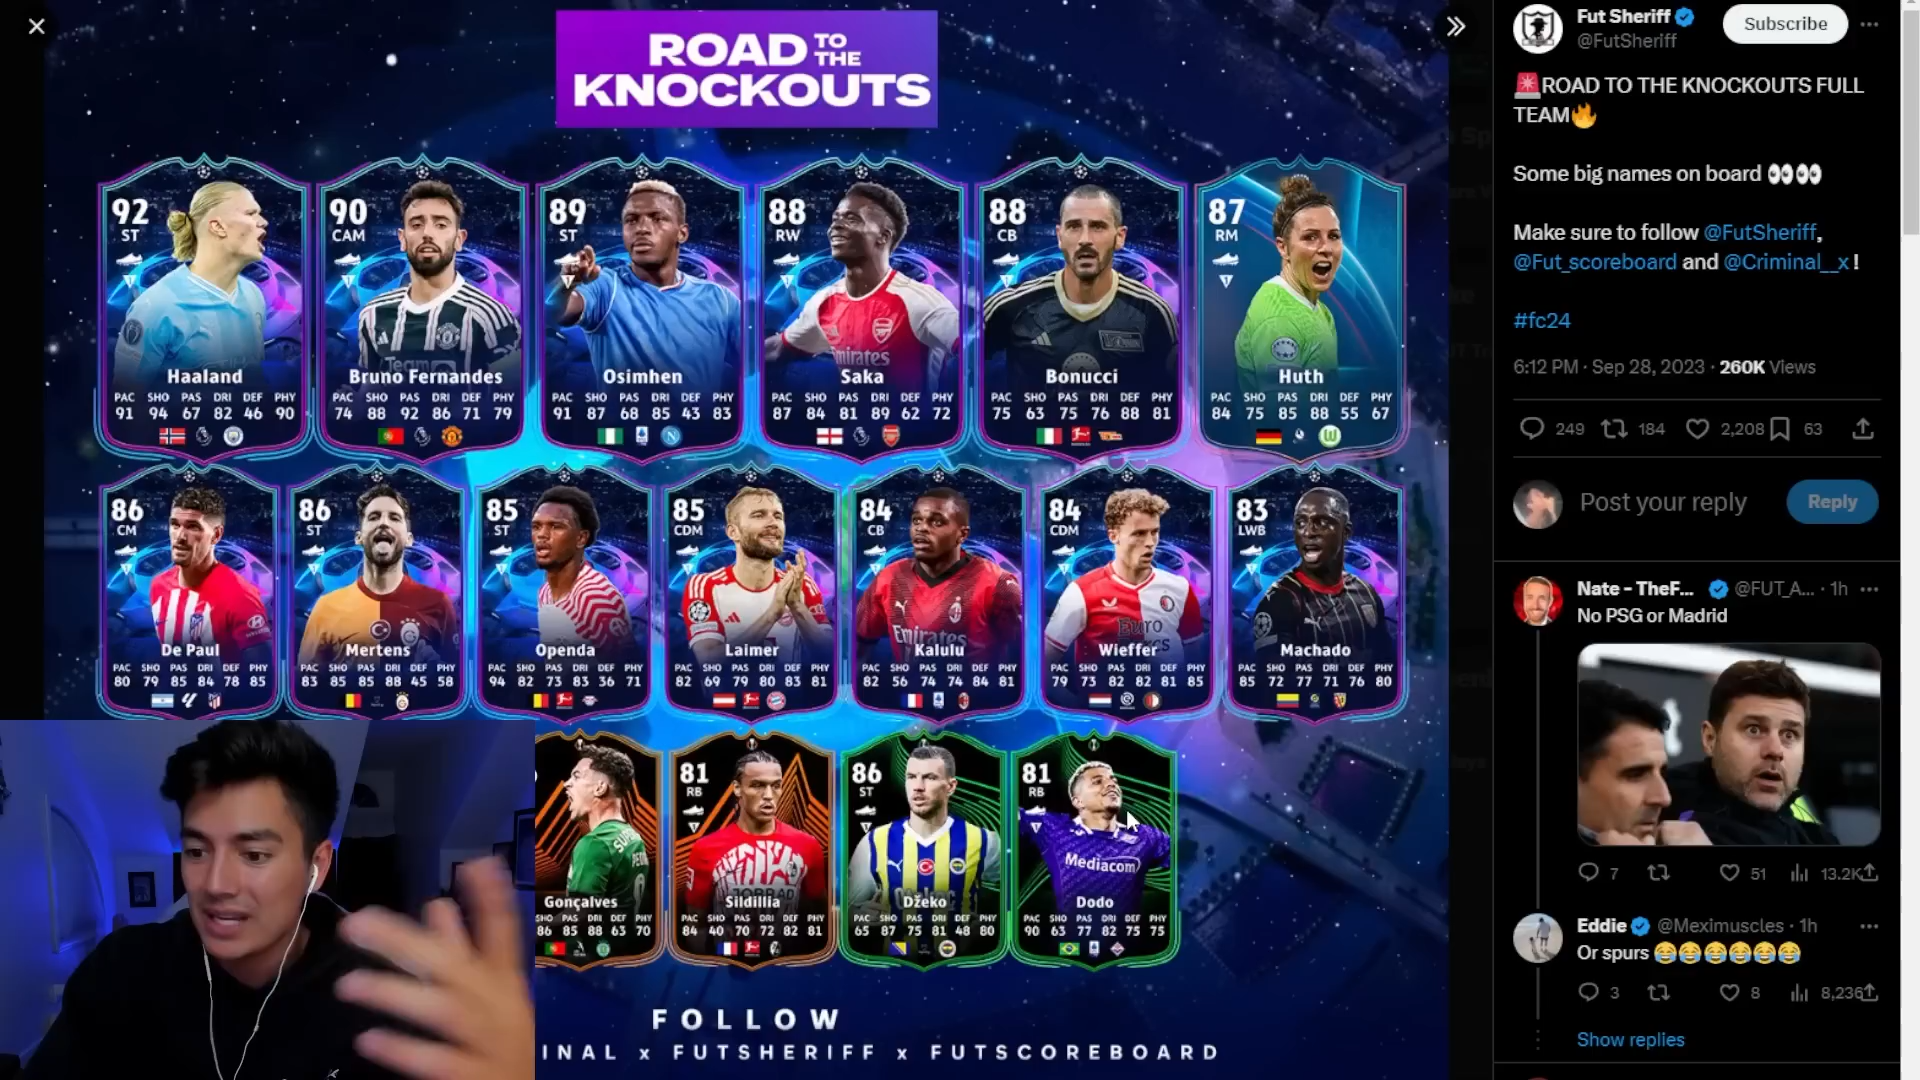 ROAD TO THE KNOCKOUTS
92 ST
Haaland
PAC SHO PAS DRI DEF PHY
91 94 67 82 46 90
90 CAM
Bruno Fernandes
PAC SHO PAS DRI DEF PHY
74 88 92 86 71 79
89 ST
Osimhen
PAC SHO PAS DRI DEF PHY
91 87 68 85 43 83
88 RW
Emirates
Saka
PAC SHO PAS DRI DEF PHY
87 84 81 89 62 72
88 CB
Bonucci
PAC SHO PAS DRI DEF PHY
75 63 75 76 88 81
87 RM
Huth
PAC SHO PAS DRI DEF PHY
84 75 85 88 55 67
86 CM
De Paul
PAC SHO PAS DRI DEF PHY
80 79 85 84 78 85
86 ST
Mertens
PAC SHO PAS DRI DEF PHY
83 85 85 88 45 58
85 ST
Openda
PAC SHO PAS DRI DEF PHY
94 82 73 83 36 71
85 CDM
Laimer
PAC SHO PAS DRI DEF PHY
82 69 79 80 83 81
84 CB
Emirates
Kalulu
PAC SHO PAS DRI DEF PHY
82 56 74 74 84 81
84 CDM
Euro
Wieffer
PAC SHO PAS DRI DEF PHY
79 73 82 82 81 85
83 LWB
Machado
PAC SHO PAS DRI DEF PHY
85 72 77 71 76 80
Gonçalves
SHO PAS DRI DEF PHY
86 85 88 63 70
81 RB
Sildillia
PAC SHO PAS DRI DEF PHY
84 40 70 72 82 81
86 ST
Džeko
PAC SHO PAS DRI DEF PHY
65 87 75 81 48 80
81 RB
Mediacom
Dodo
PAC SHO PAS DRI DEF PHY
90 63 77 82 75 75
FOLLOW
INAL x FUTSHERIFF x FUTSCOREBOARD
Fut Sheriff
@FutSheriff
Subscribe
🚨ROAD TO THE KNOCKOUTS FULL
TEAM🔥
Some big names on board 👀👀
Make sure to follow @FutSheriff,
@Fut_scoreboard and @Criminal__x !
#fc24
6:12 PM · Sep 28, 2023 · 260K Views
249 184 2,208 63
Post your reply
Reply
Nate - TheF... @FUT_A... · 1h
No PSG or Madrid
7 51 13.2K
Eddie @Meximuscles · 1h
Or spurs 😂😂😂😂😂😂
3 8 8,236
Show replies